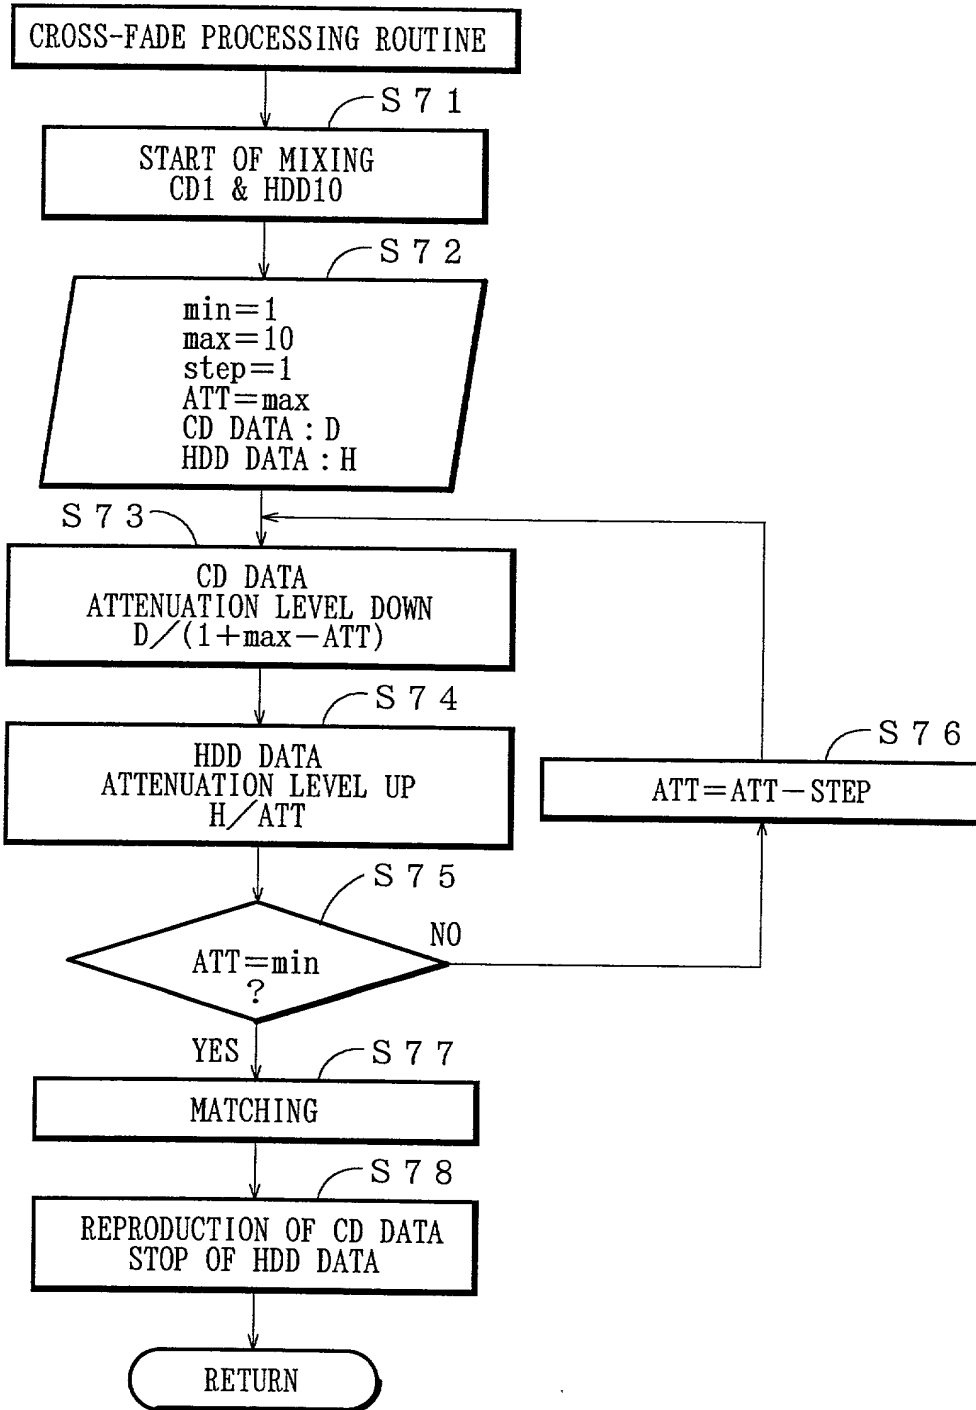 CROSS-FADE PROCESSING ROUTINE
S71
START OF MIXING
CD1 & HDD10
S72
min=1
max=10
step=1
ATT=max
CD DATA : D
HDD DATA : H
S73
CD DATA
ATTENUATION LEVEL DOWN
D/(1+max-ATT)
S74
HDD DATA
ATTENUATION LEVEL UP
H/ATT
S76
ATT=ATT-STEP
S75
ATT=min
?
NO
YES
S77
MATCHING
S78
REPRODUCTION OF CD DATA
STOP OF HDD DATA
RETURN